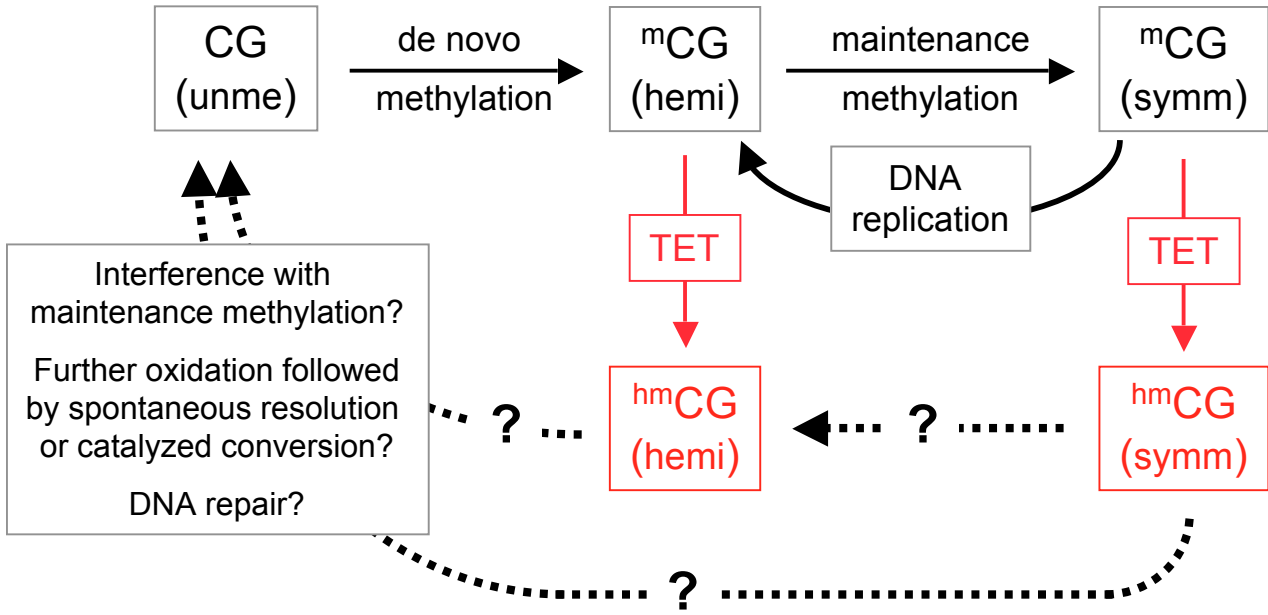 CG
(unme)
de novo
methylation
mCG
(hemi)
maintenance
methylation
mCG
(symm)
DNA
replication
TET
TET
Interference with
maintenance methylation?
Further oxidation followed
by spontaneous resolution
or catalyzed conversion?
DNA repair?
?
hmCG
(hemi)
?
hmCG
(symm)
?